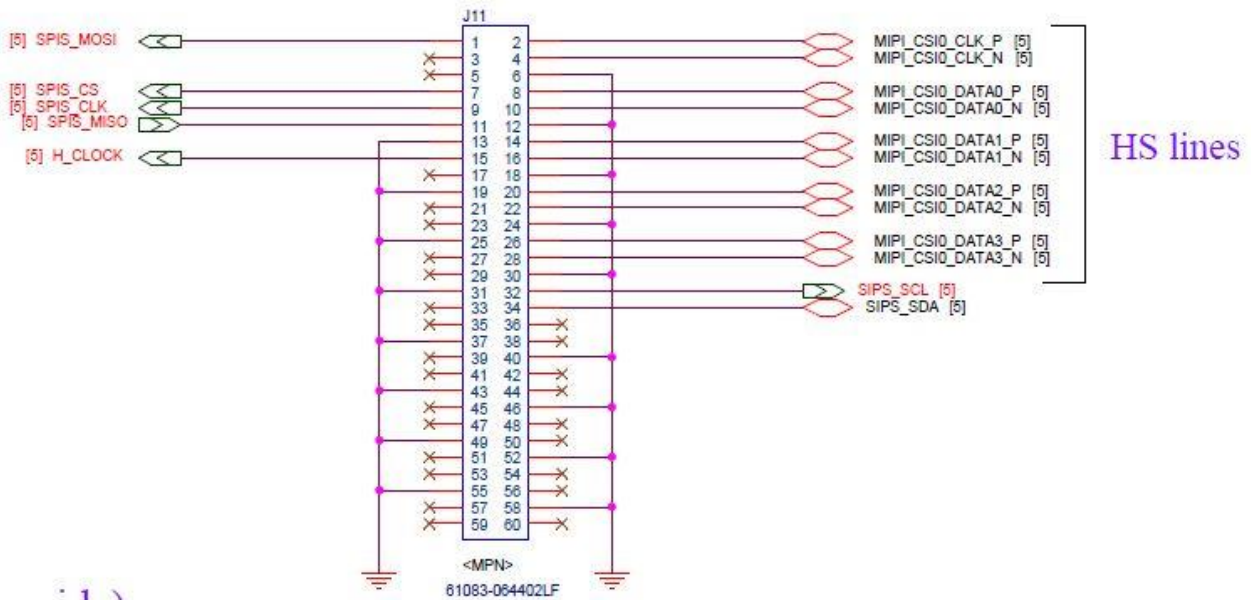 J11
[5] SPIS_MOSI
1 2
MIPI_CSI0_CLK_P [5]
3 4
MIPI_CSI0_CLK_N [5]
5 6
[5] SPIS_CS
7 8
MIPI_CSI0_DATA0_P [5]
[5] SPIS_CLK
9 10
MIPI_CSI0_DATA0_N [5]
[5] SPIS_MISO
11 12
13 14
MIPI_CSI0_DATA1_P [5]
HS lines
[5] H_CLOCK
15 16
MIPI_CSI0_DATA1_N [5]
17 18
19 20
MIPI_CSI0_DATA2_P [5]
21 22
MIPI_CSI0_DATA2_N [5]
23 24
25 26
MIPI_CSI0_DATA3_P [5]
27 28
MIPI_CSI0_DATA3_N [5]
29 30
31 32
SIPS_SCL [5]
33 34
SIPS_SDA [5]
35 36
37 38
39 40
41 42
43 44
45 46
47 48
49 50
51 52
53 54
55 56
57 58
59 60
<MPN>
61083-064402LF